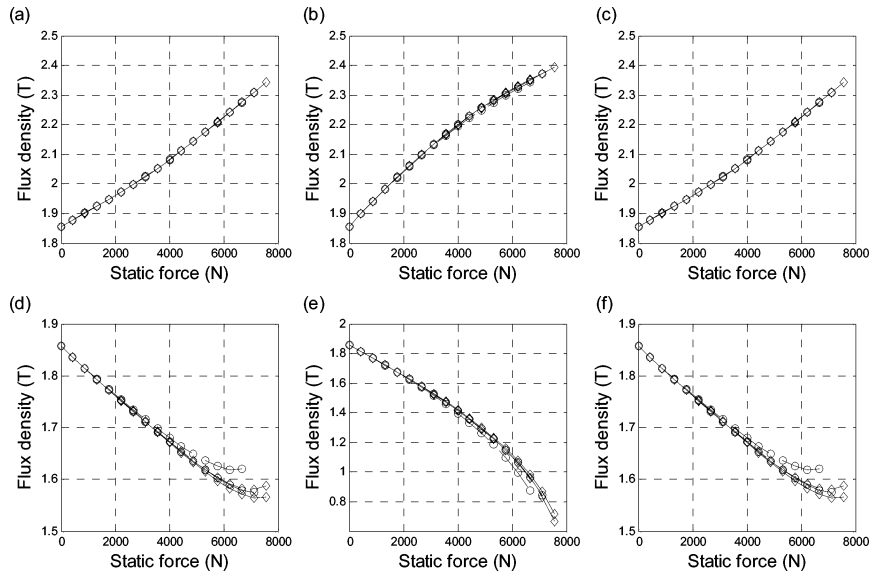 (a)
2.5
2.4
2.3
2.2
2.1
2
1.9
1.8
0 2000 4000 6000 8000
Flux density (T)
Static force (N)
(b)
2.5
2.4
2.3
2.2
2.1
2
1.9
1.8
0 2000 4000 6000 8000
Flux density (T)
Static force (N)
(c)
2.5
2.4
2.3
2.2
2.1
2
1.9
1.8
0 2000 4000 6000 8000
Flux density (T)
Static force (N)
(d)
1.9
1.8
1.7
1.6
1.5
0 2000 4000 6000 8000
Flux density (T)
Static force (N)
(e)
2
1.8
1.6
1.4
1.2
1
0.8
0 2000 4000 6000 8000
Flux density (T)
Static force (N)
(f)
1.9
1.8
1.7
1.6
1.5
0 2000 4000 6000 8000
Flux density (T)
Static force (N)